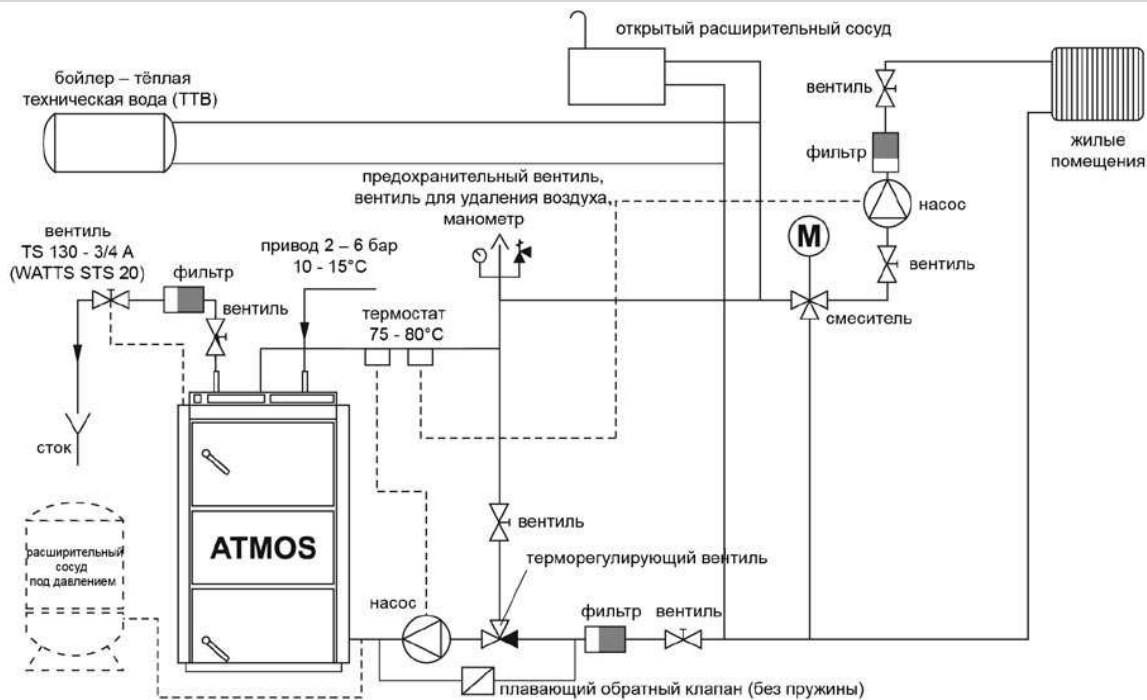 открытый расширительный сосуд
бойлер – тёплая
техническая вода (ТТВ)
вентиль
фильтр
жилые
помещения
предохранительный вентиль,
вентиль для удаления воздуха,
манометр
насос
вентиль
TS 130 - 3/4 A
(WATTS STS 20)
привод 2 – 6 бар
10 - 15°C
M
вентиль
фильтр
вентиль
термостат
75 - 80°C
смеситель
сток
вентиль
ATMOS
расширительный
сосуд
под давлением
терморегулирующий вентиль
насос
фильтр
вентиль
плавающий обратный клапан (без пружины)